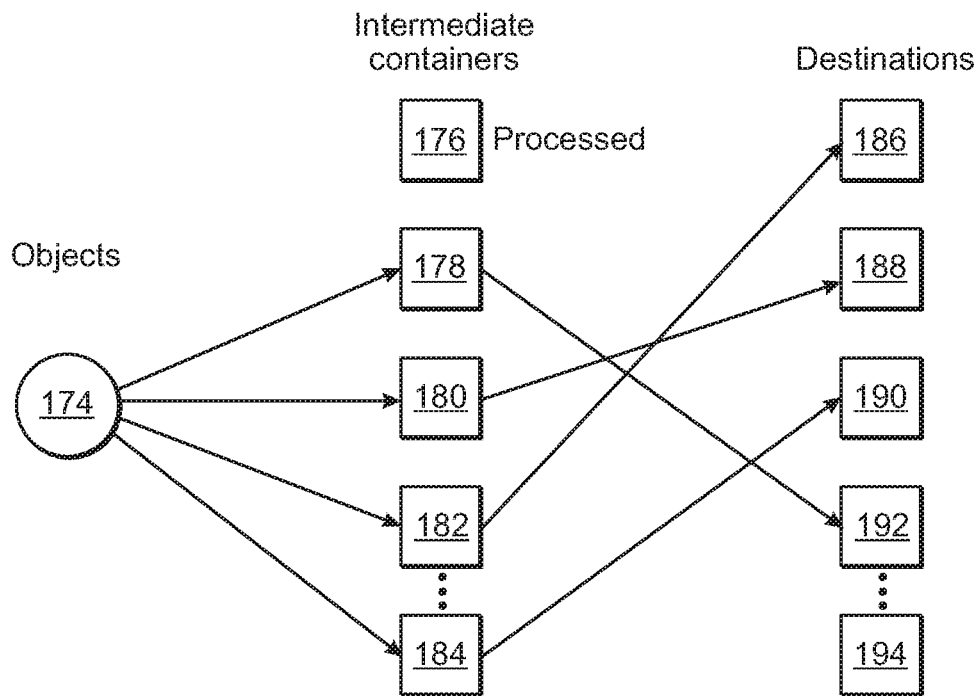 Intermediate
containers
Destinations
176 Processed
186
Objects
178
188
174
180
190
182
192
184
194